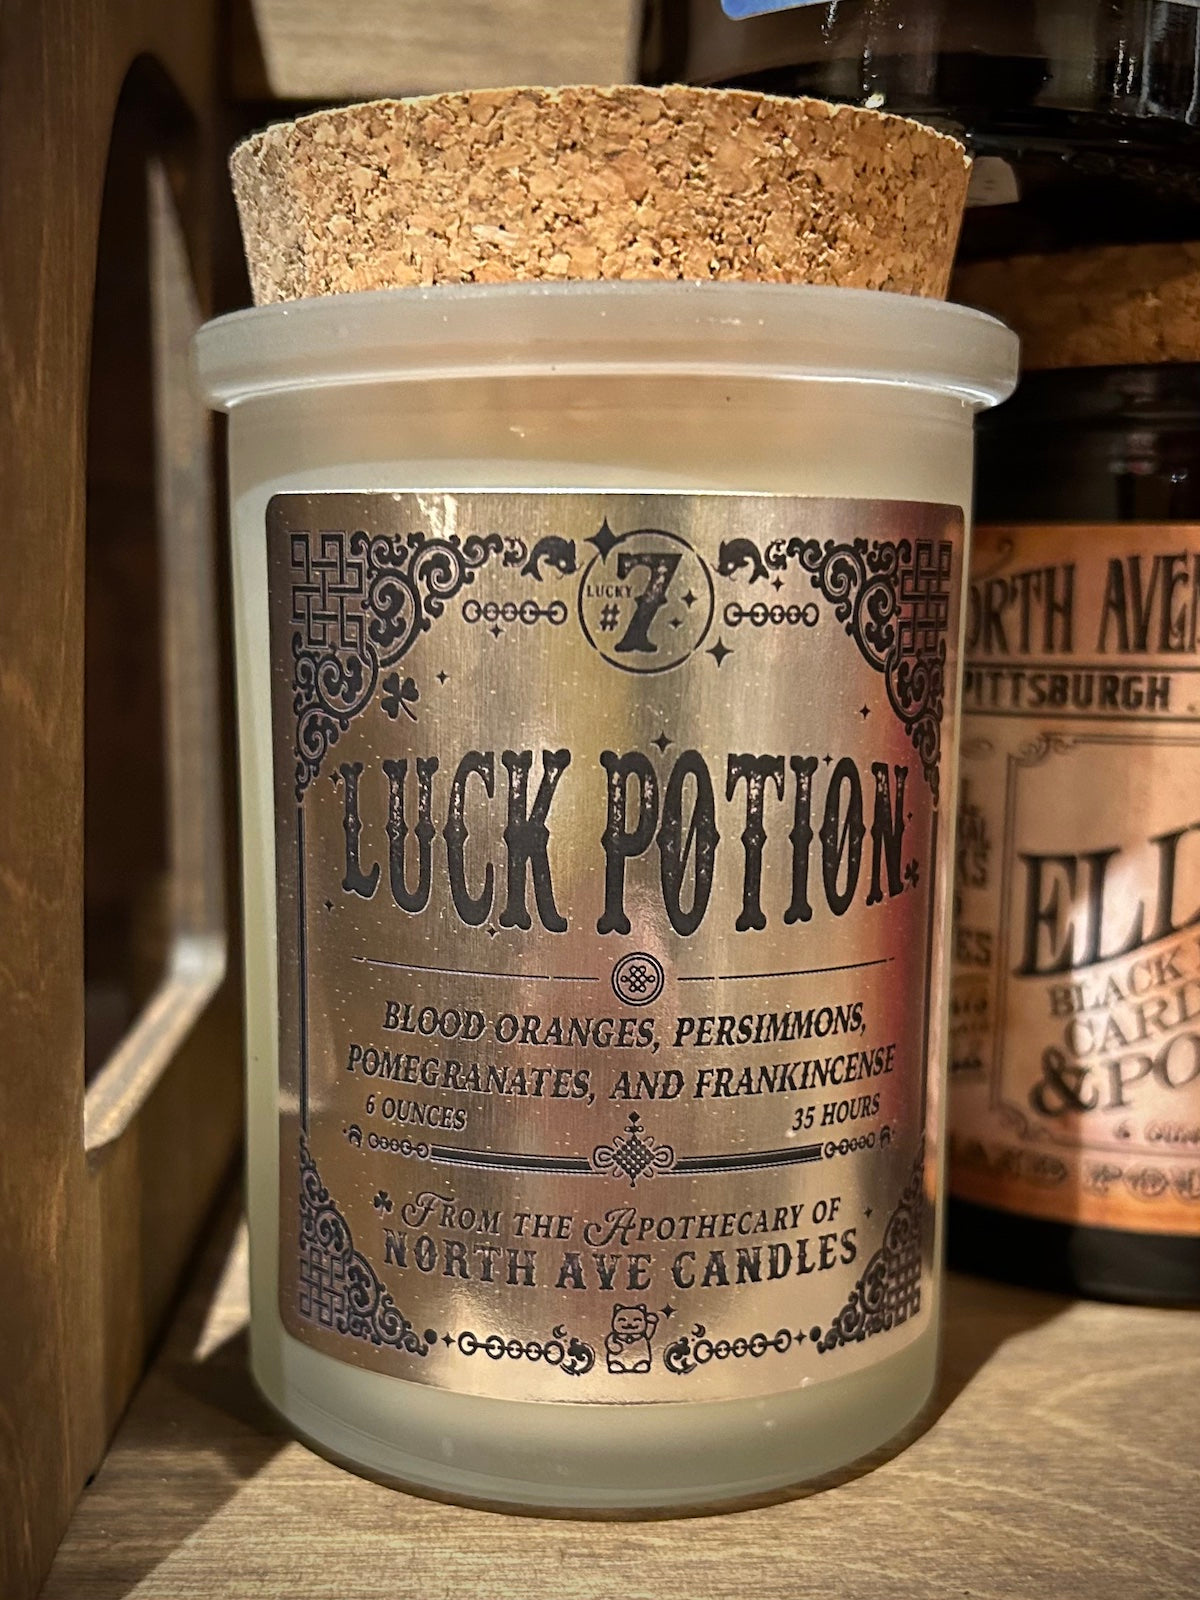 LUCKY
#7
LUCK POTION
BLOOD ORANGES, PERSIMMONS,
POMEGRANATES, AND FRANKINCENSE
6 OUNCES 35 HOURS
FROM THE APOTHECARY OF
NORTH AVE CANDLES
PITTSBURGH
BLACK